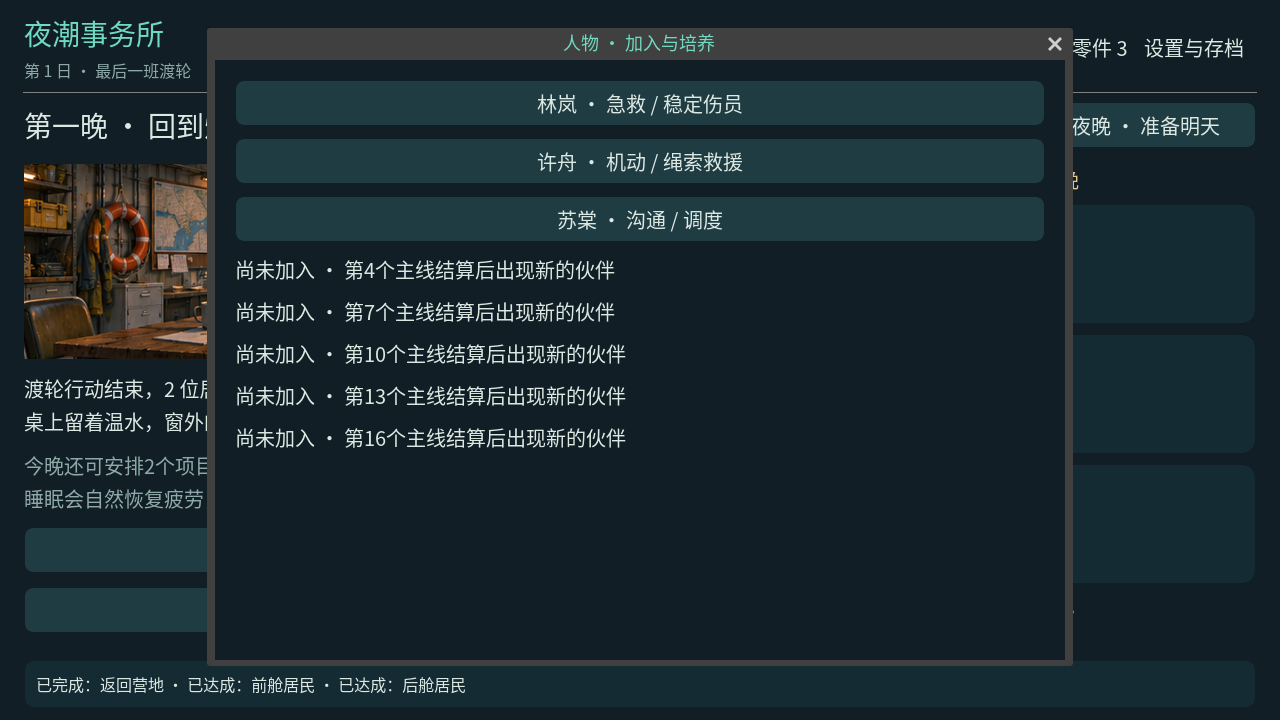 夜潮事务所
第 1 日 · 最后一班渡轮
零件 3 设置与存档
人物 · 加入与培养
第一晚 · 回到
夜晚 · 准备明天
林岚 · 急救 / 稳定伤员
许舟 · 机动 / 绳索救援
苏棠 · 沟通 / 调度
尚未加入 · 第4个主线结算后出现新的伙伴
尚未加入 · 第7个主线结算后出现新的伙伴
尚未加入 · 第10个主线结算后出现新的伙伴
尚未加入 · 第13个主线结算后出现新的伙伴
尚未加入 · 第16个主线结算后出现新的伙伴
渡轮行动结束，2 位
桌上留着温水，窗外
今晚还可安排2个项目
睡眠会自然恢复疲劳
已完成：返回营地 · 已达成：前舱居民 · 已达成：后舱居民